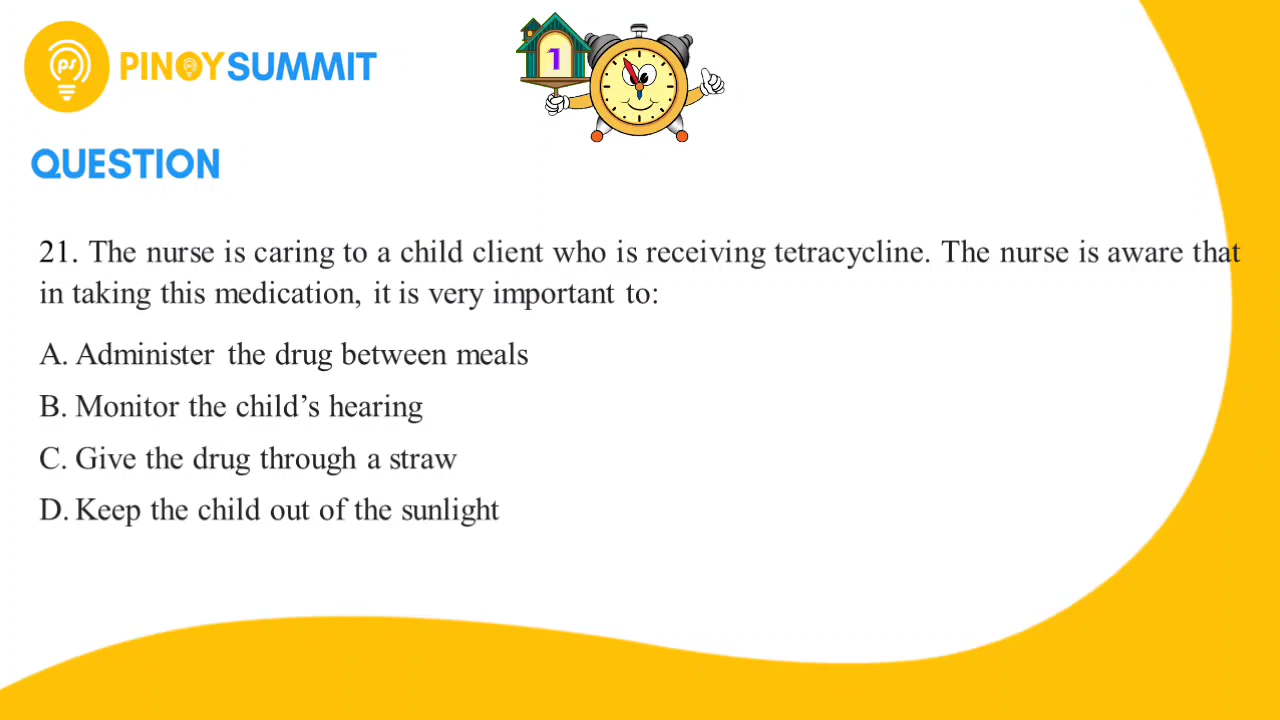 PINOYSUMMIT
1
QUESTION
21. The nurse is caring to a child client who is receiving tetracycline. The nurse is aware that
in taking this medication, it is very important to:
A. Administer the drug between meals
B. Monitor the child’s hearing
C. Give the drug through a straw
D. Keep the child out of the sunlight